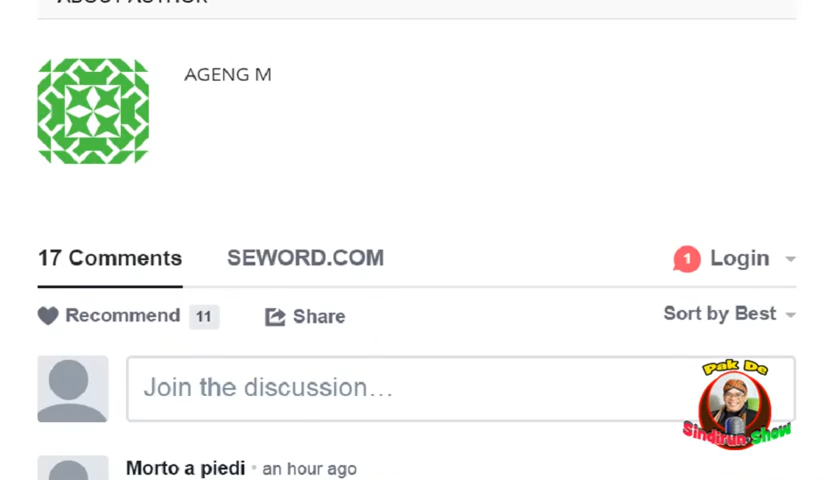 ABOUT AUTHOR
AGENG M
17 Comments SEWORD.COM 1 Login
Recommend 11 Share Sort by Best
Join the discussion...
Pak De
Sindirun Show
Morto a piedi • an hour ago